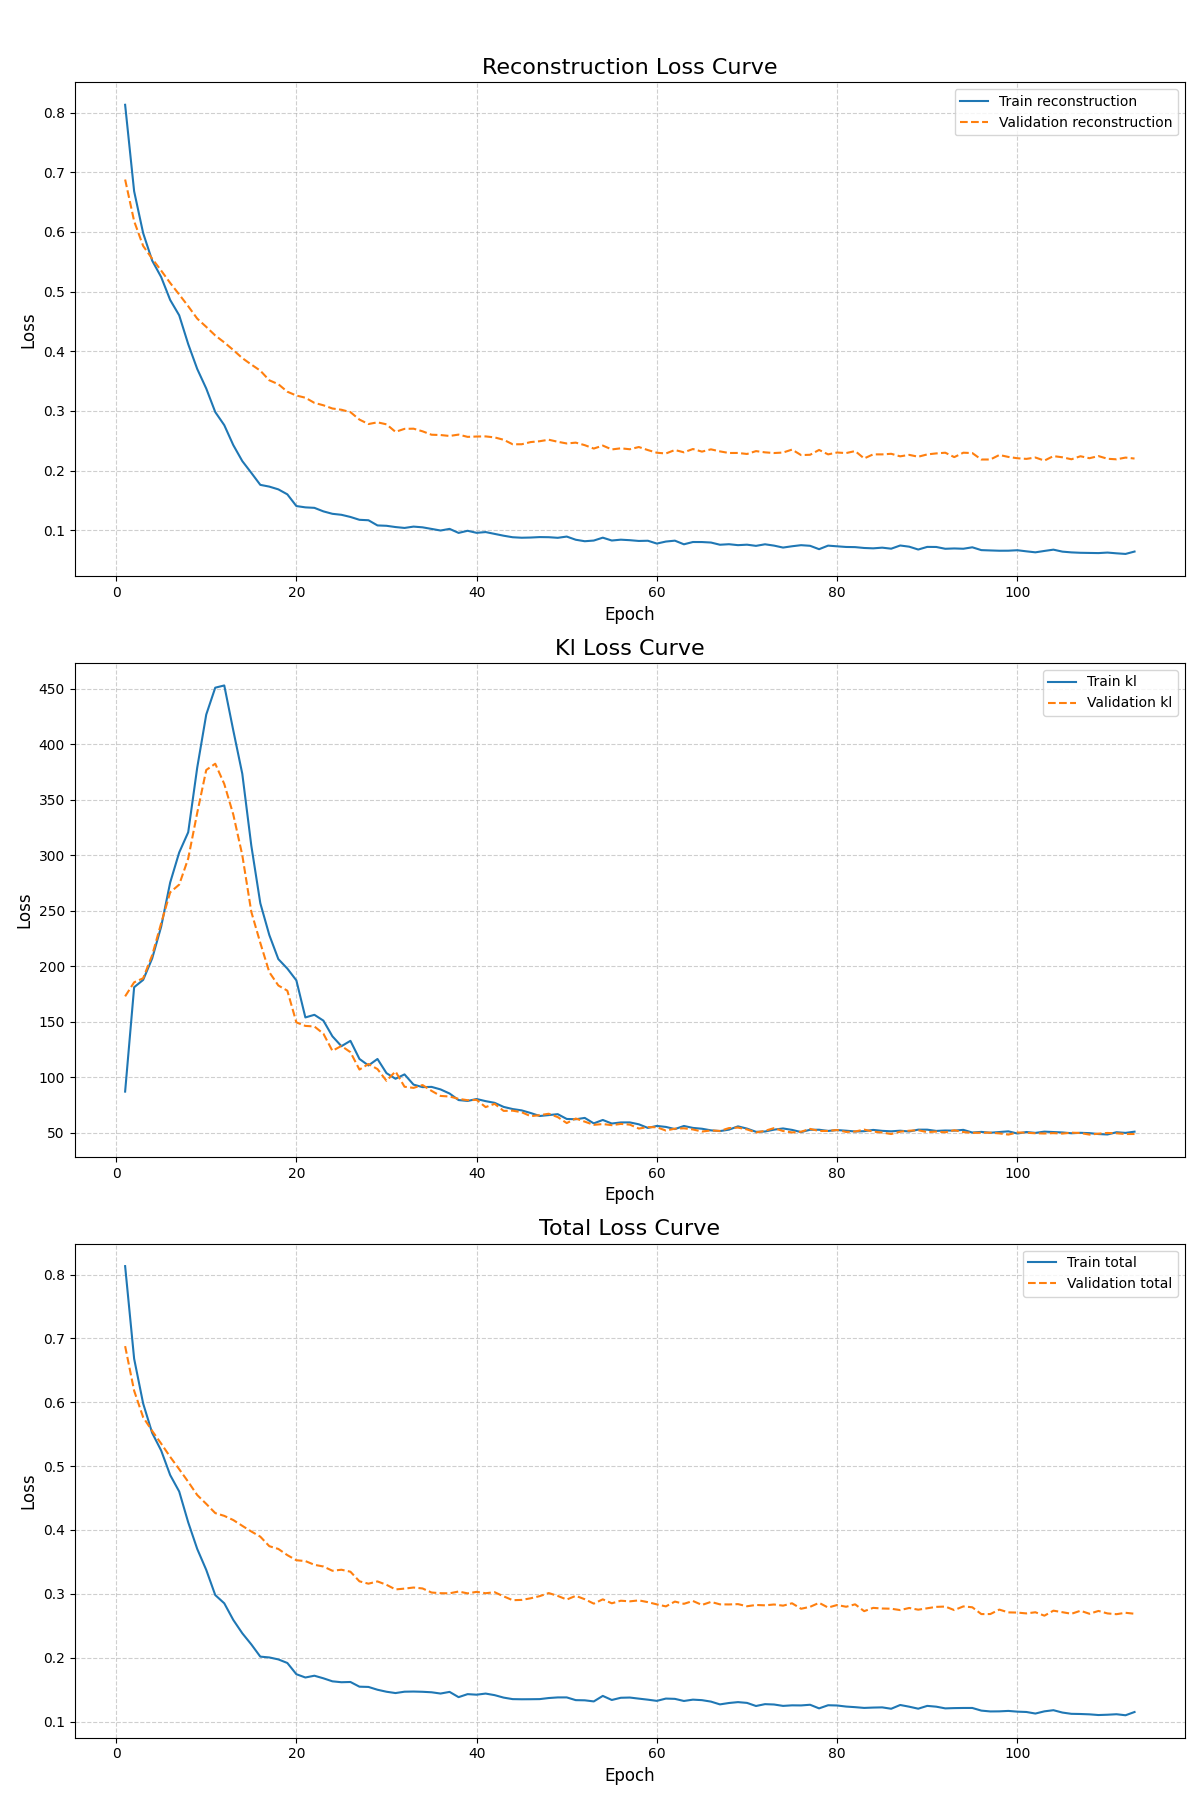 Reconstruction Loss Curve
Train reconstruction
Validation reconstruction
Loss
0.8
0.7
0.6
0.5
0.4
0.3
0.2
0.1
0 20 40 60 80 100
Epoch
Kl Loss Curve
Train kl
Validation kl
Loss
450
400
350
300
250
200
150
100
50
0 20 40 60 80 100
Epoch
Total Loss Curve
Train total
Validation total
Loss
0.8
0.7
0.6
0.5
0.4
0.3
0.2
0.1
0 20 40 60 80 100
Epoch